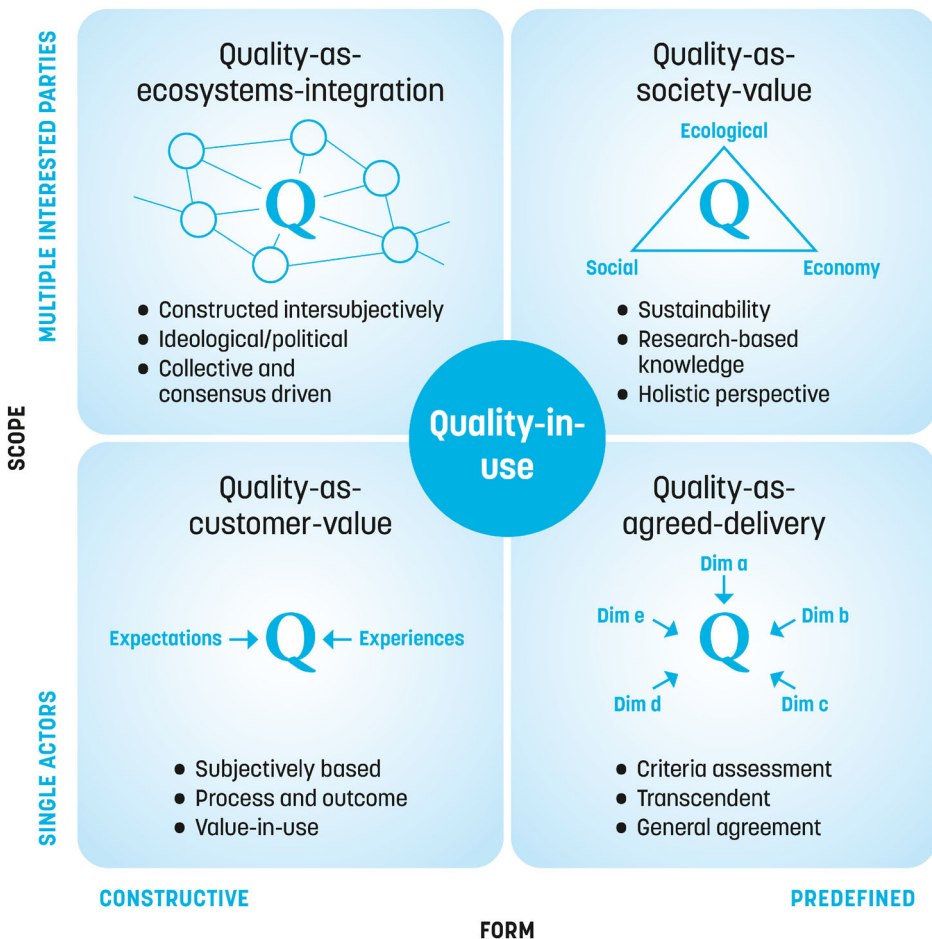 MULTIPLE INTERESTED PARTIES
SCOPE
SINGLE ACTORS
Quality-as-
ecosystems-integration
Q
• Constructed intersubjectively
• Ideological/political
• Collective and
consensus driven
Quality-as-
society-value
Ecological
Q
Social
Economy
• Sustainability
• Research-based
knowledge
• Holistic perspective
Quality-in-
use
Quality-as-
customer-value
Expectations
Q
Experiences
• Subjectively based
• Process and outcome
• Value-in-use
Quality-as-
agreed-delivery
Dim a
Dim e
Q
Dim b
Dim d
Dim c
• Criteria assessment
• Transcendent
• General agreement
CONSTRUCTIVE
PREDEFINED
FORM